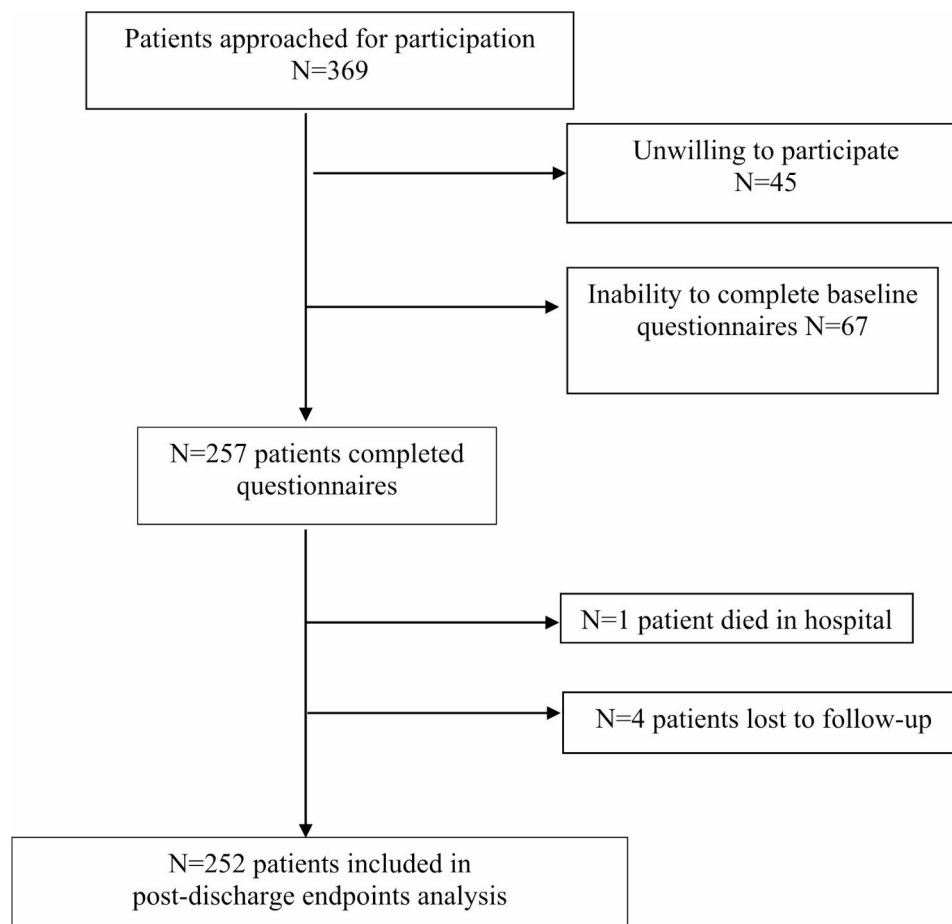 Patients approached for participation
N=369
Unwilling to participate
N=45
Inability to complete baseline
questionnaires N=67
N=257 patients completed
questionnaires
N=1 patient died in hospital
N=4 patients lost to follow-up
N=252 patients included in
post-discharge endpoints analysis